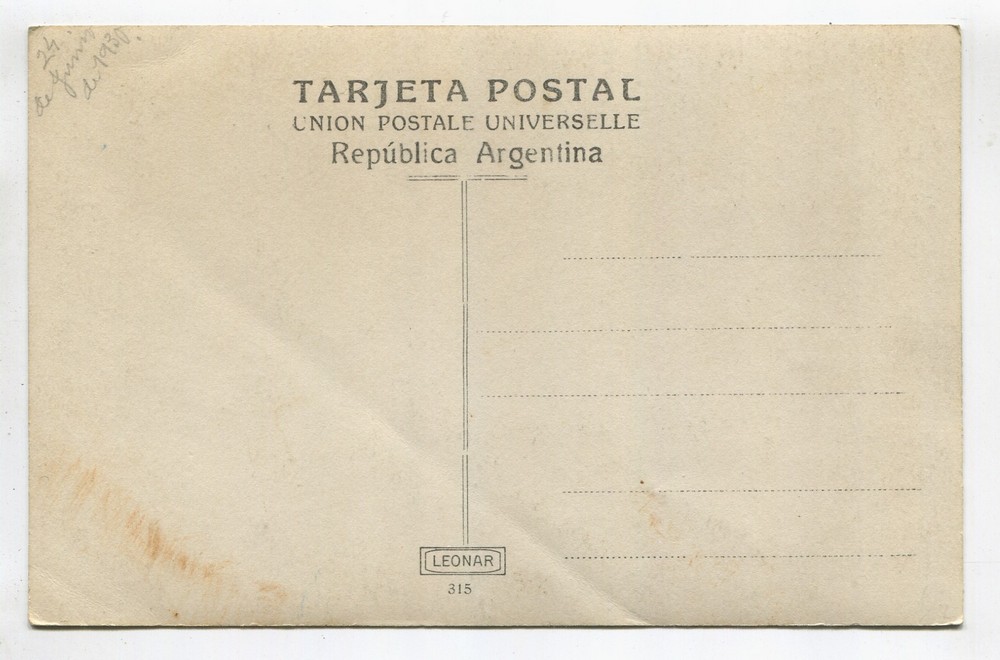 24
de Junio
de 1930.
TARJETA POSTAL
UNION POSTALE UNIVERSELLE
República Argentina
LEONAR
315